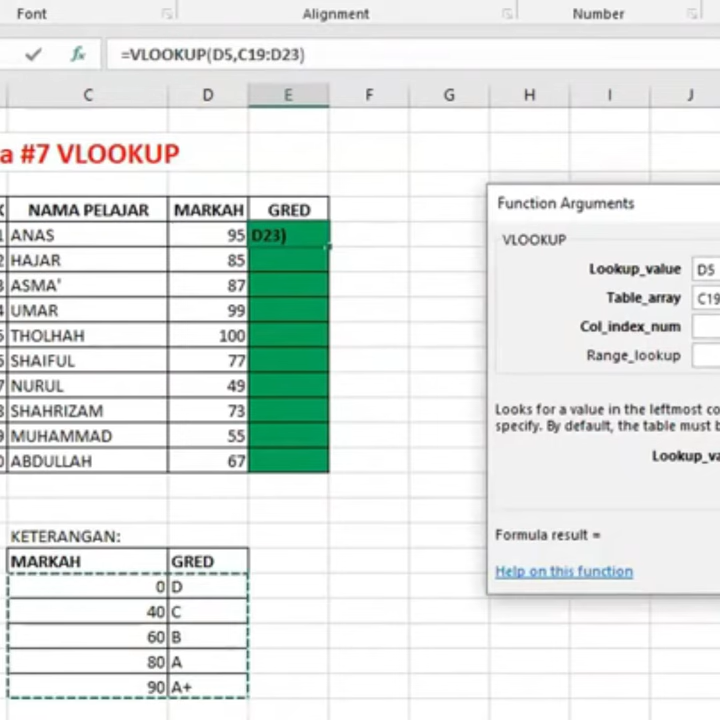 Font Alignment Number
fx =VLOOKUP(D5,C19:D23)
C D E F G H I J
a #7 VLOOKUP
Function Arguments
NAMA PELAJAR MARKAH GRED
VLOOKUP
1 ANAS 95 D23)
Lookup_value D5
2 HAJAR 85
3 ASMA' 87
Table_array C19
4 UMAR 99
Col_index_num
5 THOLHAH 100
Range_lookup
6 SHAIFUL 77
7 NURUL 49
8 SHAHRIZAM 73
Looks for a value in the leftmost co
specify. By default, the table must b
9 MUHAMMAD 55
0 ABDULLAH 67
Lookup_va
KETERANGAN:
Formula result =
MARKAH GRED
Help on this function
0 D
40 C
60 B
80 A
90 A+